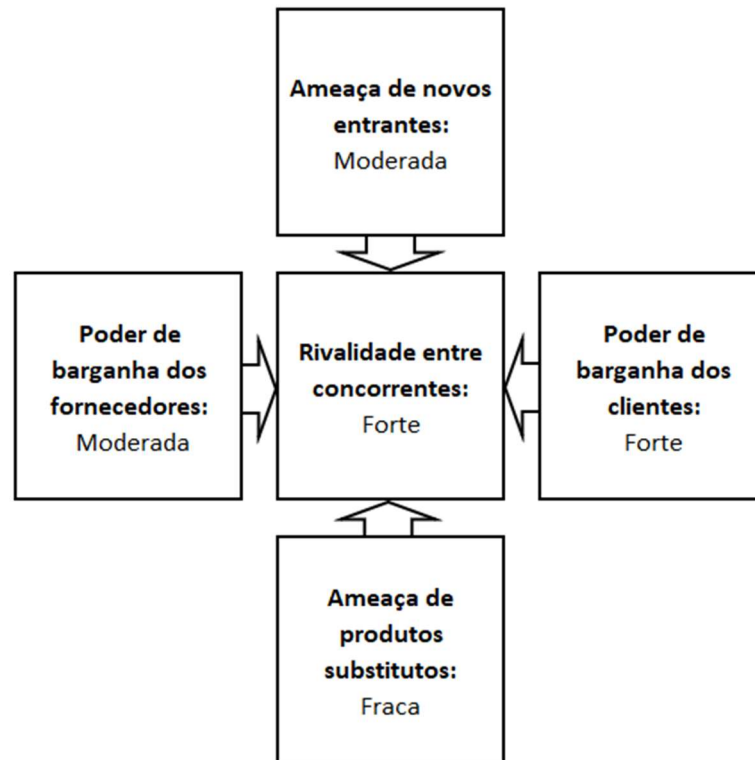 Ameaça de novos
entrantes:
Moderada
Poder de
barganha dos
fornecedores:
Moderada
Rivalidade entre
concorrentes:
Forte
Poder de
barganha dos
clientes:
Forte
Ameaça de
produtos
substitutos:
Fraca